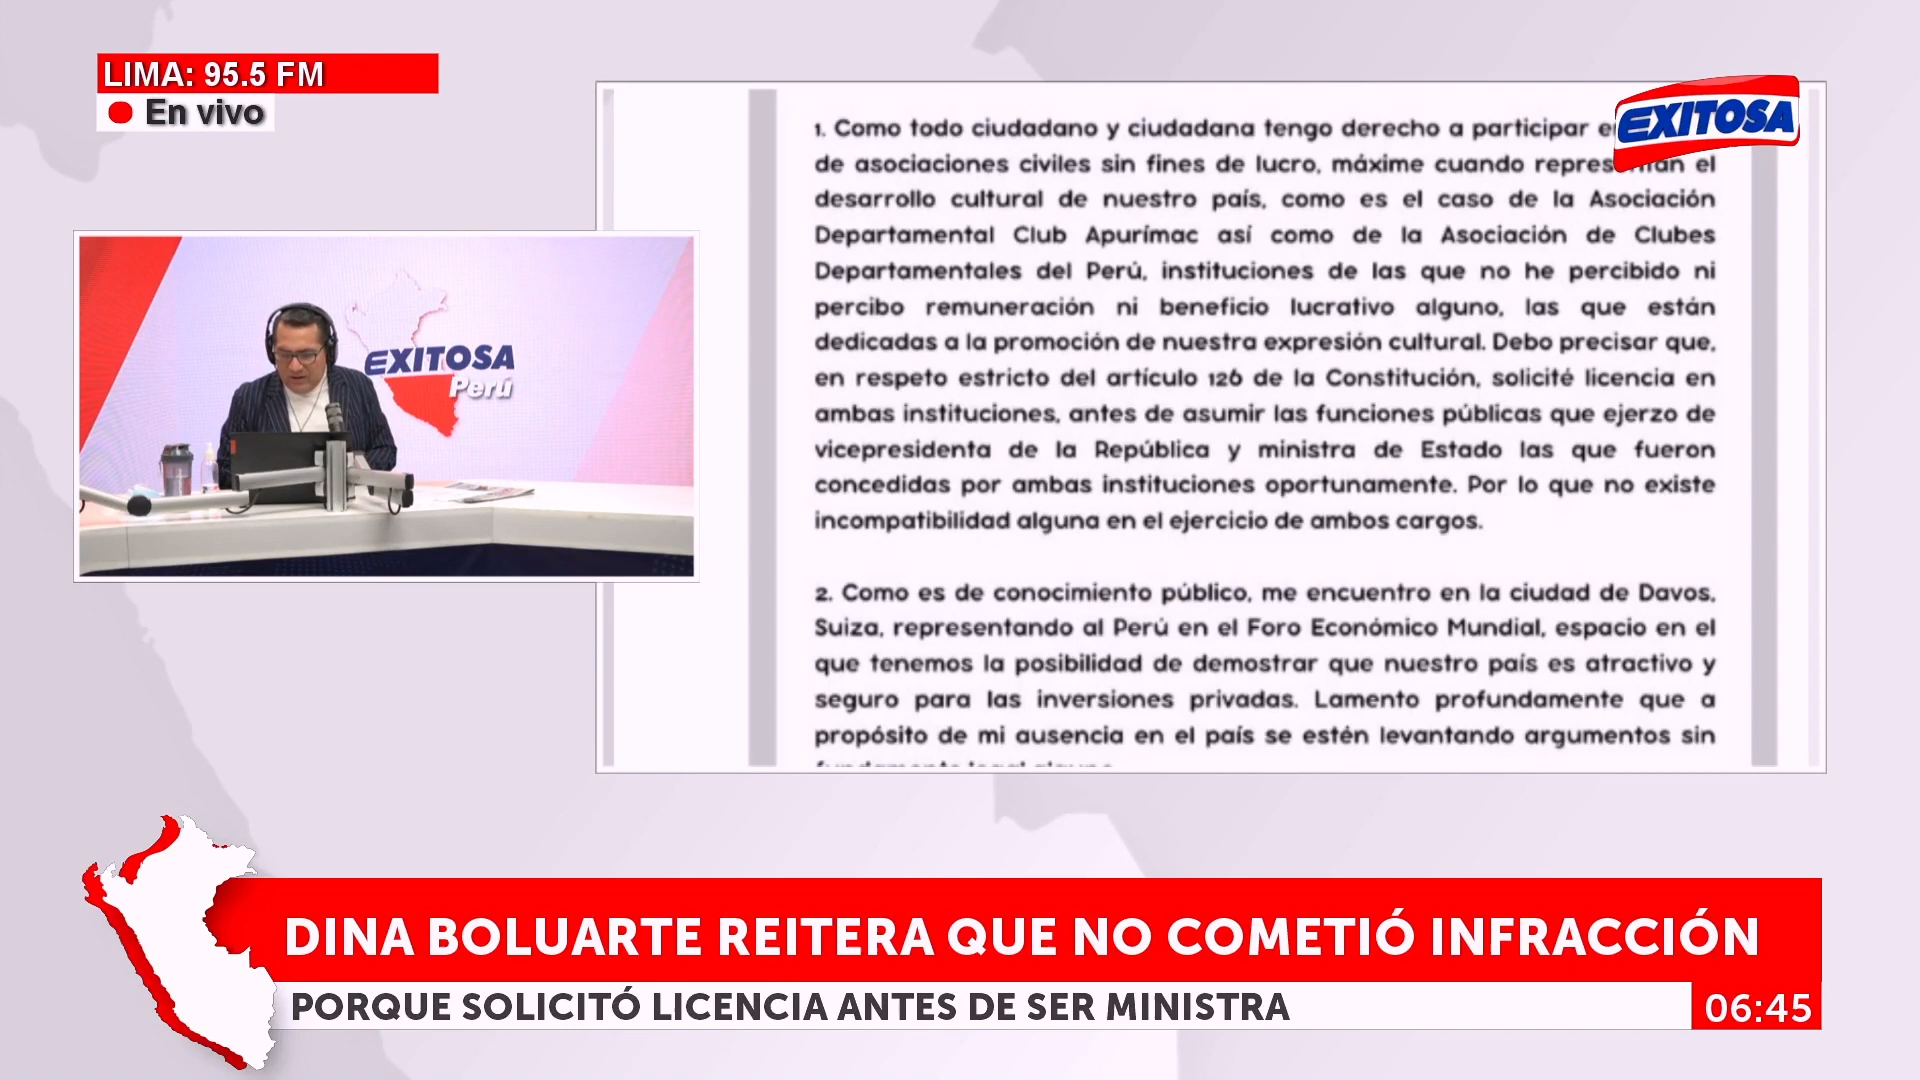 LIMA: 95.5 FM
En vivo
EXITOSA
1. Como todo ciudadano y ciudadana tengo derecho a participar
de asociaciones civiles sin fines de lucro, máxime cuando representan el
desarrollo cultural de nuestro país, como es el caso de la Asociación
Departamental Club Apurímac así como de la Asociación de Clubes
Departamentales del Perú, instituciones de las que no he percibido ni
percibo remuneración ni beneficio lucrativo alguno, las que están
dedicadas a la promoción de nuestra expresión cultural. Debo precisar que,
en respeto estricto del artículo 126 de la Constitución, solicité licencia en
ambas instituciones, antes de asumir las funciones públicas que ejerzo de
vicepresidenta de la República y ministra de Estado las que fueron
concedidas por ambas instituciones oportunamente. Por lo que no existe
incompatibilidad alguna en el ejercicio de ambos cargos.
2. Como es de conocimiento público, me encuentro en la ciudad de Davos,
Suiza, representando al Perú en el Foro Económico Mundial, espacio en el
que tenemos la posibilidad de demostrar que nuestro país es atractivo y
seguro para las inversiones privadas. Lamento profundamente que a
propósito de mi ausencia en el país se estén levantando argumentos sin
EXITOSA
Perú
DINA BOLUARTE REITERA QUE NO COMETIÓ INFRACCIÓN
PORQUE SOLICITÓ LICENCIA ANTES DE SER MINISTRA
06:45